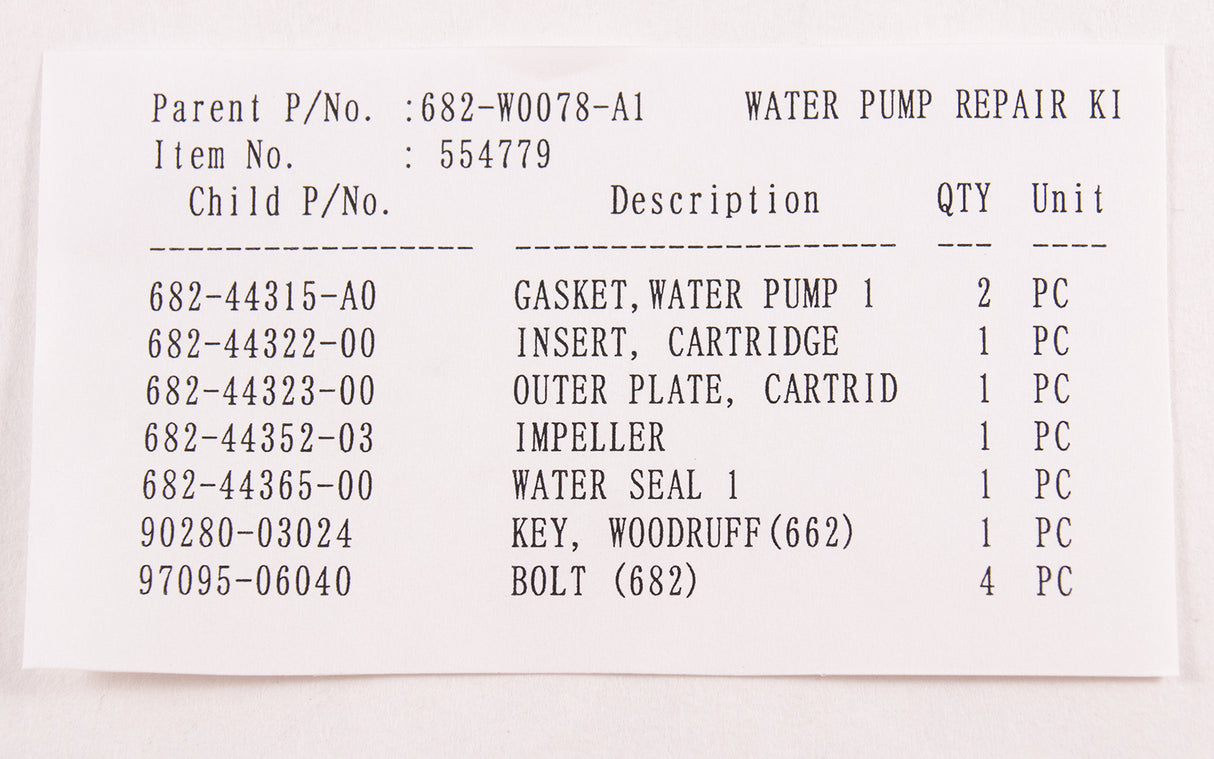 Parent P/No. :682-W0078-A1 WATER PUMP REPAIR KI
Item No. : 554779
Child P/No. Description QTY Unit
----------------- -------------------- --- ----
682-44315-A0 GASKET,WATER PUMP 1 2 PC
682-44322-00 INSERT, CARTRIDGE 1 PC
682-44323-00 OUTER PLATE, CARTRID 1 PC
682-44352-03 IMPELLER 1 PC
682-44365-00 WATER SEAL 1 1 PC
90280-03024 KEY, WOODRUFF(662) 1 PC
97095-06040 BOLT (682) 4 PC